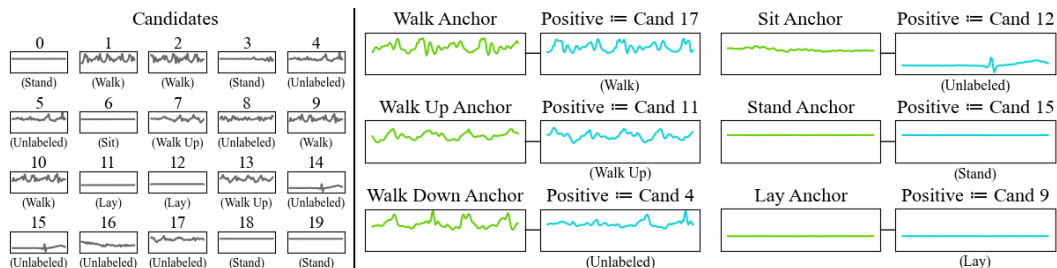 Candidates
0 1 2 3 4
(Stand) (Walk) (Walk) (Stand) (Unlabeled)
5 6 7 8 9
(Unlabeled) (Sit) (Walk Up) (Unlabeled) (Walk)
10 11 12 13 14
(Walk) (Lay) (Lay) (Walk Up) (Unlabeled)
15 16 17 18 19
(Unlabeled) (Unlabeled) (Unlabeled) (Stand) (Stand)
Walk Anchor Positive ≔ Cand 17
(Walk)
Walk Up Anchor Positive ≔ Cand 11
(Walk Up)
Walk Down Anchor Positive ≔ Cand 4
(Unlabeled)
Sit Anchor Positive ≔ Cand 12
(Unlabeled)
Stand Anchor Positive ≔ Cand 15
(Stand)
Lay Anchor Positive ≔ Cand 9
(Lay)